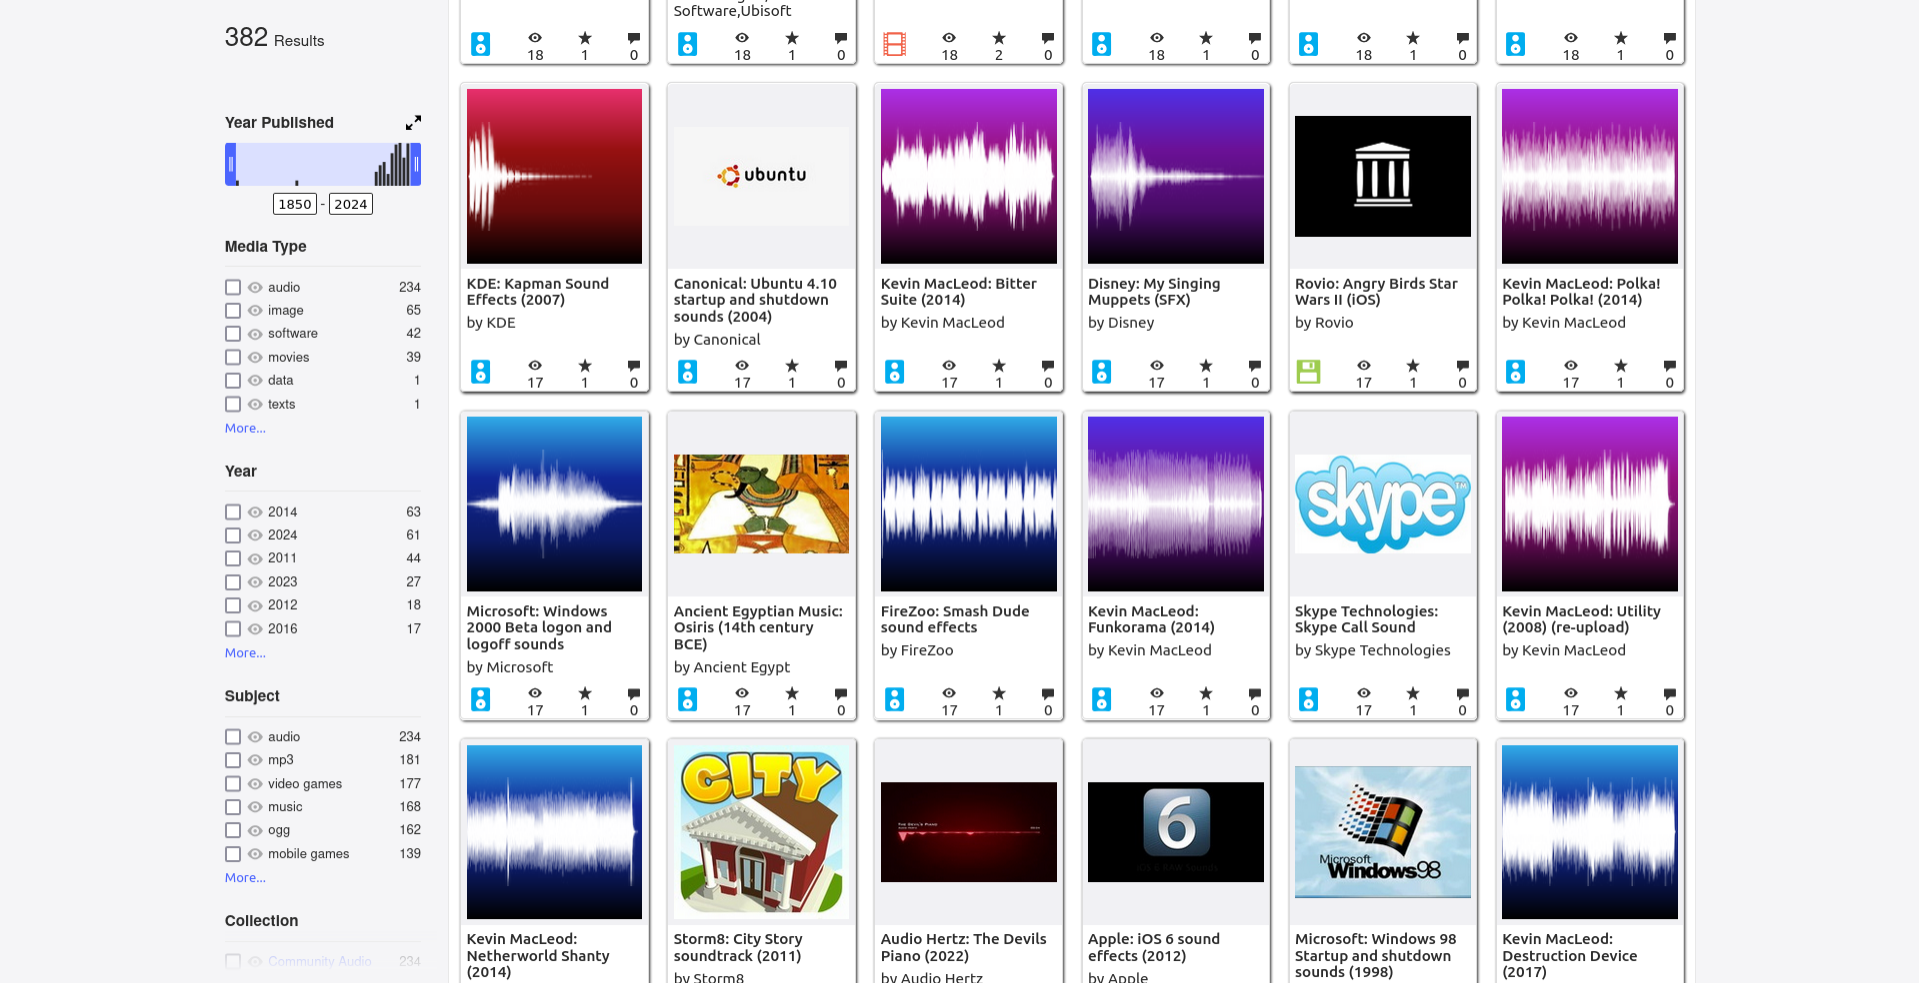 382 Results
Year Published
1850 - 2024
Media Type
audio 234
image 65
software 42
movies 39
data 1
texts 1
More...
Year
2014 63
2024 61
2011 44
2023 27
2012 18
2016 17
More...
Subject
audio 234
mp3 181
video games 177
music 168
ogg 162
mobile games 139
More...
Collection
Community Audio 234
Software,Ubisoft
18 1 0
18 1 0
18 2 0
18 1 0
18 1 0
18 1 0
KDE: Kapman Sound
Effects (2007)
by KDE
17 1 0
ubuntu
Canonical: Ubuntu 4.10
startup and shutdown
sounds (2004)
by Canonical
17 1 0
Kevin MacLeod: Bitter
Suite (2014)
by Kevin MacLeod
17 1 0
Disney: My Singing
Muppets (SFX)
by Disney
17 1 0
Rovio: Angry Birds Star
Wars II (iOS)
by Rovio
17 1 0
Kevin MacLeod: Polka!
Polka! Polka! (2014)
by Kevin MacLeod
17 1 0
Microsoft: Windows
2000 Beta logon and
logoff sounds
by Microsoft
17 1 0
Ancient Egyptian Music:
Osiris (14th century
BCE)
by Ancient Egypt
17 1 0
FireZoo: Smash Dude
sound effects
by FireZoo
17 1 0
Kevin MacLeod:
Funkorama (2014)
by Kevin MacLeod
17 1 0
skype™
Skype Technologies:
Skype Call Sound
by Skype Technologies
17 1 0
Kevin MacLeod: Utility
(2008) (re-upload)
by Kevin MacLeod
17 1 0
Kevin MacLeod:
Netherworld Shanty
(2014)
CITY
Storm8: City Story
soundtrack (2011)
by Storm8
The Devil's Piano
Audio Hertz: The Devils
Piano (2022)
by Audio Hertz
6
Apple: iOS 6 sound
effects (2012)
by Apple
Microsoft
Windows98
Microsoft: Windows 98
Startup and shutdown
sounds (1998)
Kevin MacLeod:
Destruction Device
(2017)